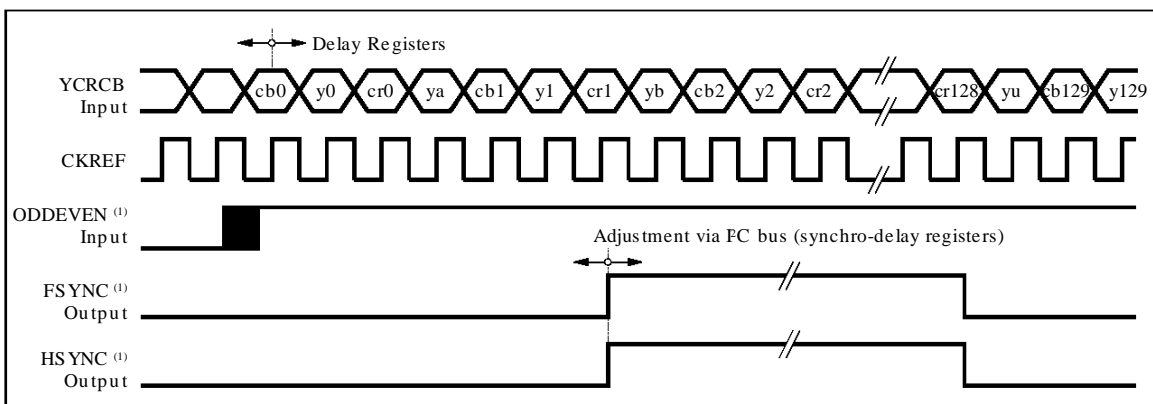 Delay Registers
YCRCB
Input
cb0 y0 cr0 ya cb1 y1 cr1 yb cb2 y2 cr2 cr128 yu cb129 y129
CKREF
ODDEVEN (1)
Input
Adjustment via I²C bus (synchro-delay registers)
FSYNC (1)
Output
HSYNC (1)
Output